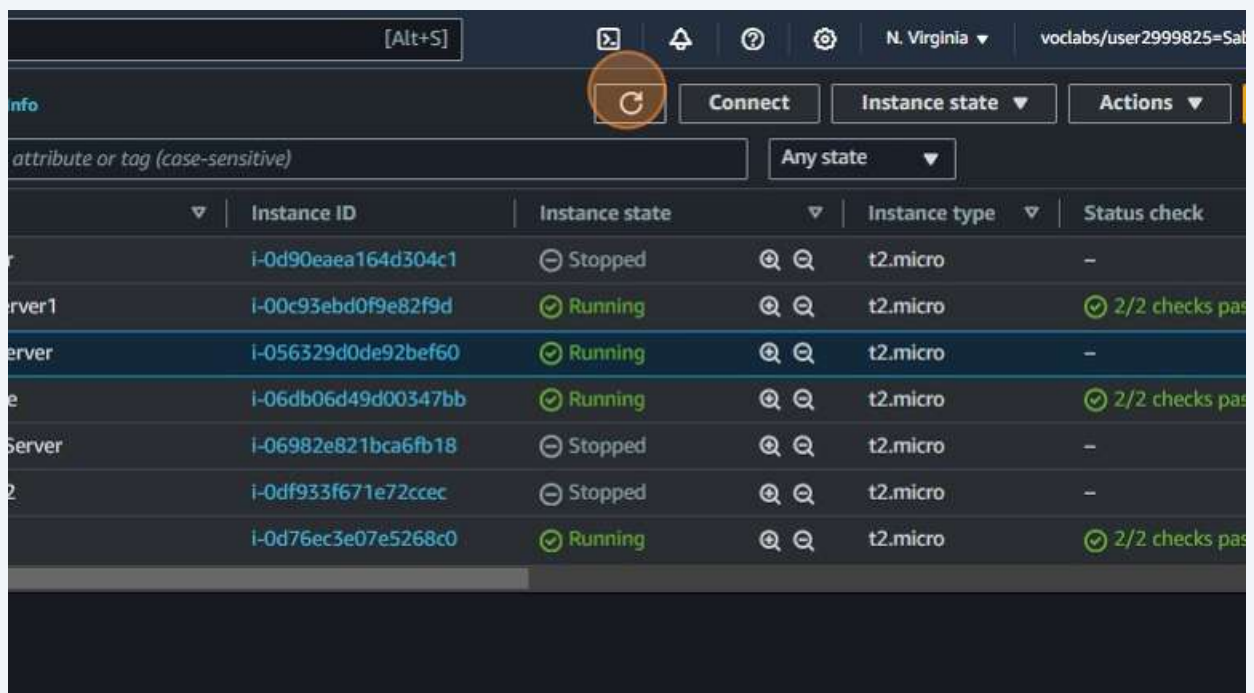 [Alt+S] N. Virginia ▼ voclabs/user2999825=Sab
Info Connect Instance state ▼ Actions ▼
attribute or tag (case-sensitive) Any state ▼
Instance ID Instance state Instance type Status check
r i-0d90eaea164d304c1 Stopped t2.micro –
erver1 i-00c93ebd0f9e82f9d Running t2.micro 2/2 checks pas
erver i-056329d0de92bef60 Running t2.micro –
e i-06db06d49d00347bb Running t2.micro 2/2 checks pas
Server i-06982e821bca6fb18 Stopped t2.micro –
2 i-0df933f671e72ccec Stopped t2.micro –
i-0d76ec3e07e5268c0 Running t2.micro 2/2 checks pas